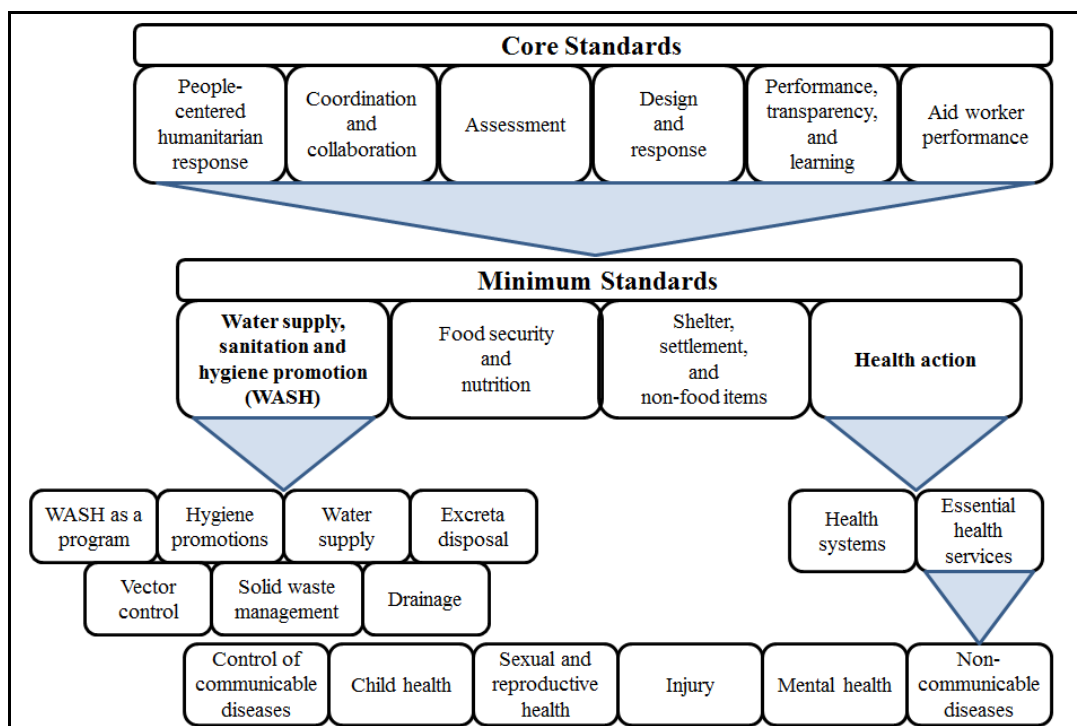 Core Standards
People-
centered
humanitarian
response
Coordination
and
collaboration
Assessment
Design
and
response
Performance,
transparency,
and
learning
Aid worker
performance
Minimum Standards
Water supply,
sanitation and
hygiene promotion
(WASH)
Food security
and
nutrition
Shelter,
settlement,
and
non-food items
Health action
WASH as a
program
Hygiene
promotions
Water
supply
Excreta
disposal
Health
systems
Essential
health
services
Vector
control
Solid waste
management
Drainage
Control of
communicable
diseases
Child health
Sexual and
reproductive
health
Injury
Mental health
Non-
communicable
diseases